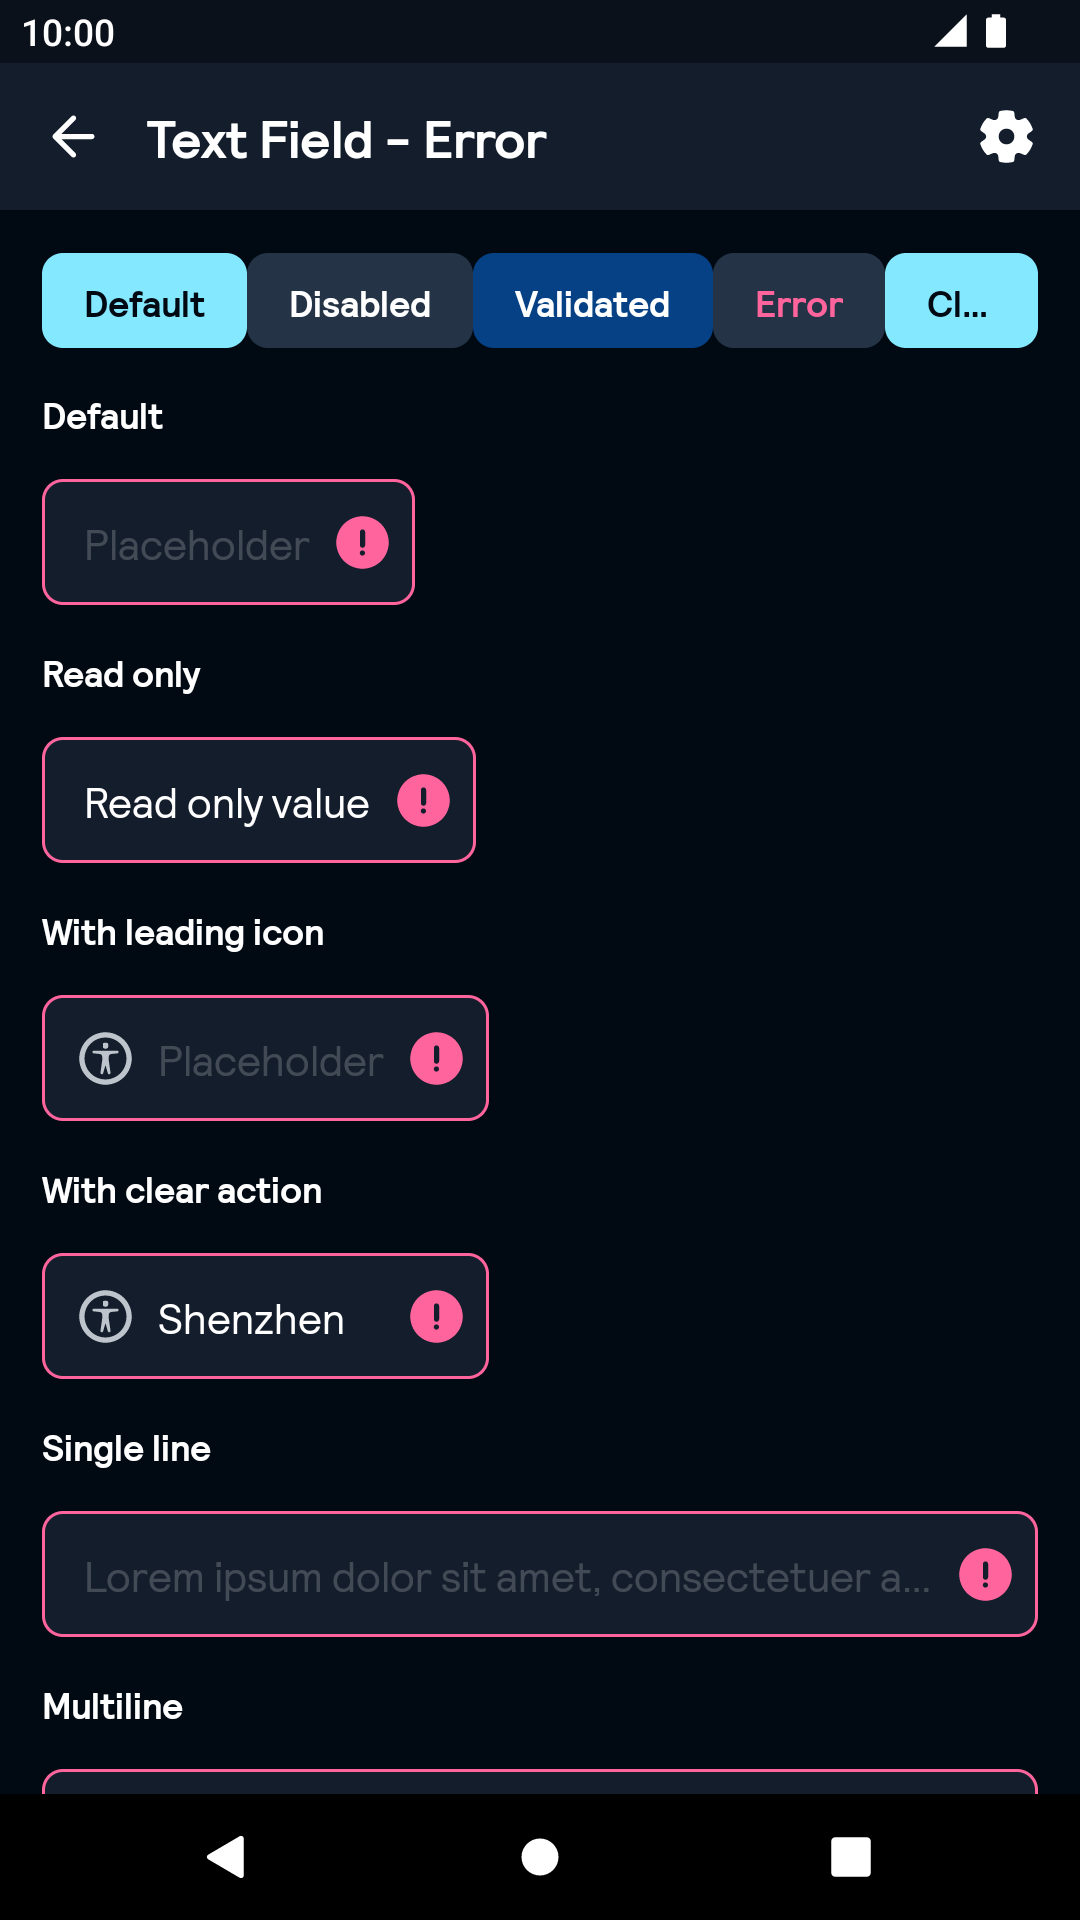 10:00
Text Field - Error
Default Disabled Validated Error Cl...
Default
Placeholder
Read only
Read only value
With leading icon
Placeholder
With clear action
Shenzhen
Single line
Lorem ipsum dolor sit amet, consectetuer a...
Multiline